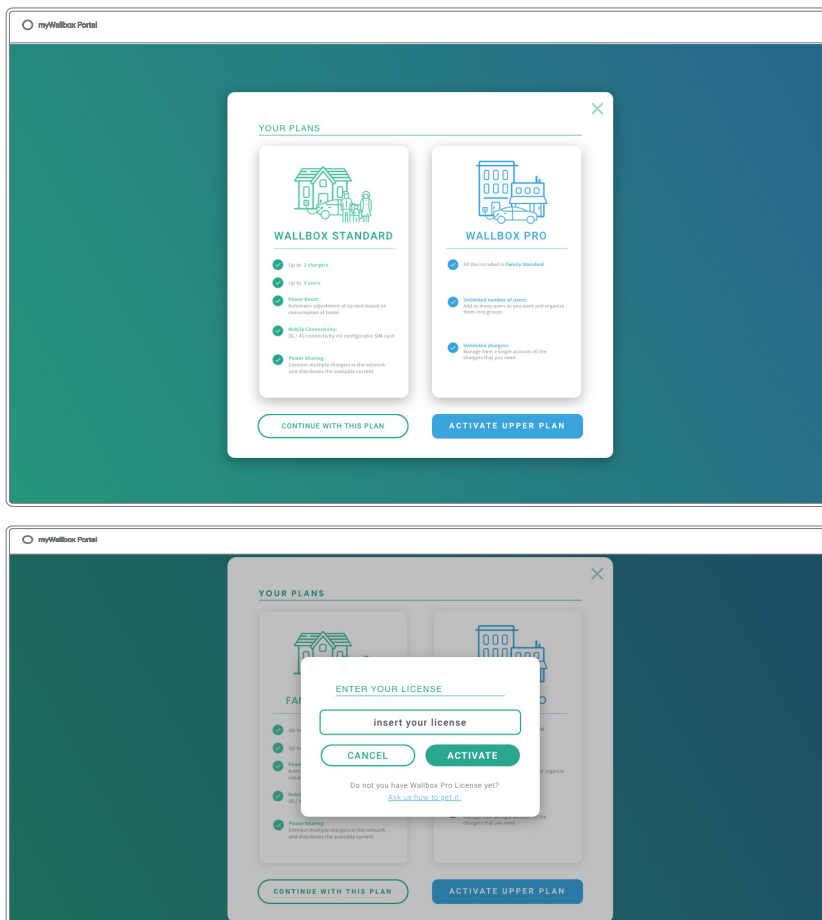 myWallbox Portal
YOUR PLANS
WALLBOX STANDARD
Up to 3 chargers
Up to 5 users
Power Boost:
Automatic adjustment of current based on
consumption at home
Mobile Connectivity:
3G / 4G connectivity via configurable SIM card
Power Sharing:
Connect multiple chargers in the network
and distributes the available current
WALLBOX PRO
All the included in Family Standard
Unlimited number of users:
Add as many users as you want and organize
them into groups
Unlimited chargers:
Manage from a single account all the
chargers that you need
CONTINUE WITH THIS PLAN
ACTIVATE UPPER PLAN
myWallbox Portal
YOUR PLANS
FA
Up to
Up to
Power Sharing:
Connect multiple chargers in the network
and distributes the available current
O
organize
chargers that you need
ENTER YOUR LICENSE
insert your license
CANCEL
ACTIVATE
Do not you have Wallbox Pro License yet?
Ask us how to get it.
CONTINUE WITH THIS PLAN
ACTIVATE UPPER PLAN